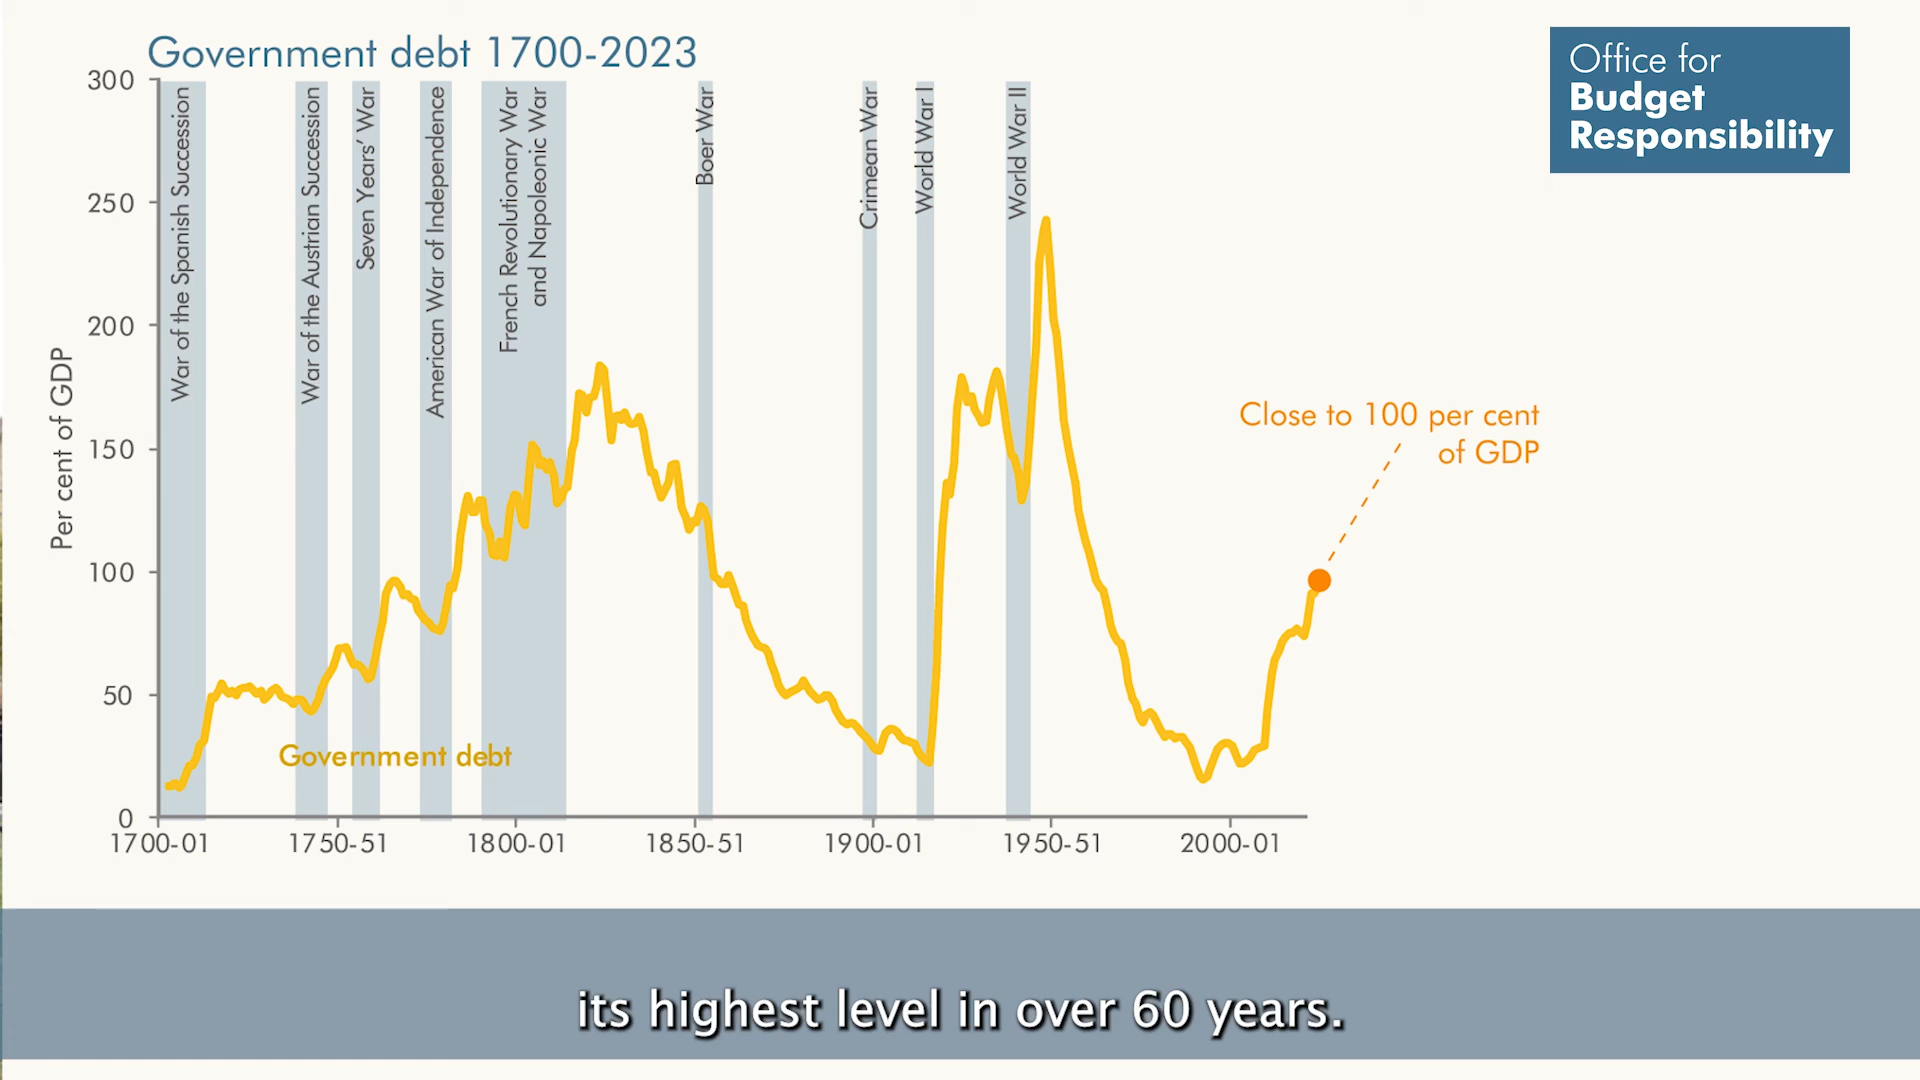 Government debt 1700-2023
Office for
Budget
Responsibility
300
250
200
150
100
50
0
Per cent of GDP
War of the Spanish Succession
War of the Austrian Succession
Seven Years' War
American War of Independence
French Revolutionary War
and Napoleonic War
Boer War
Crimean War
World War I
World War II
Close to 100 per cent
of GDP
Government debt
1700-01
1750-51
1800-01
1850-51
1900-01
1950-51
2000-01
its highest level in over 60 years.